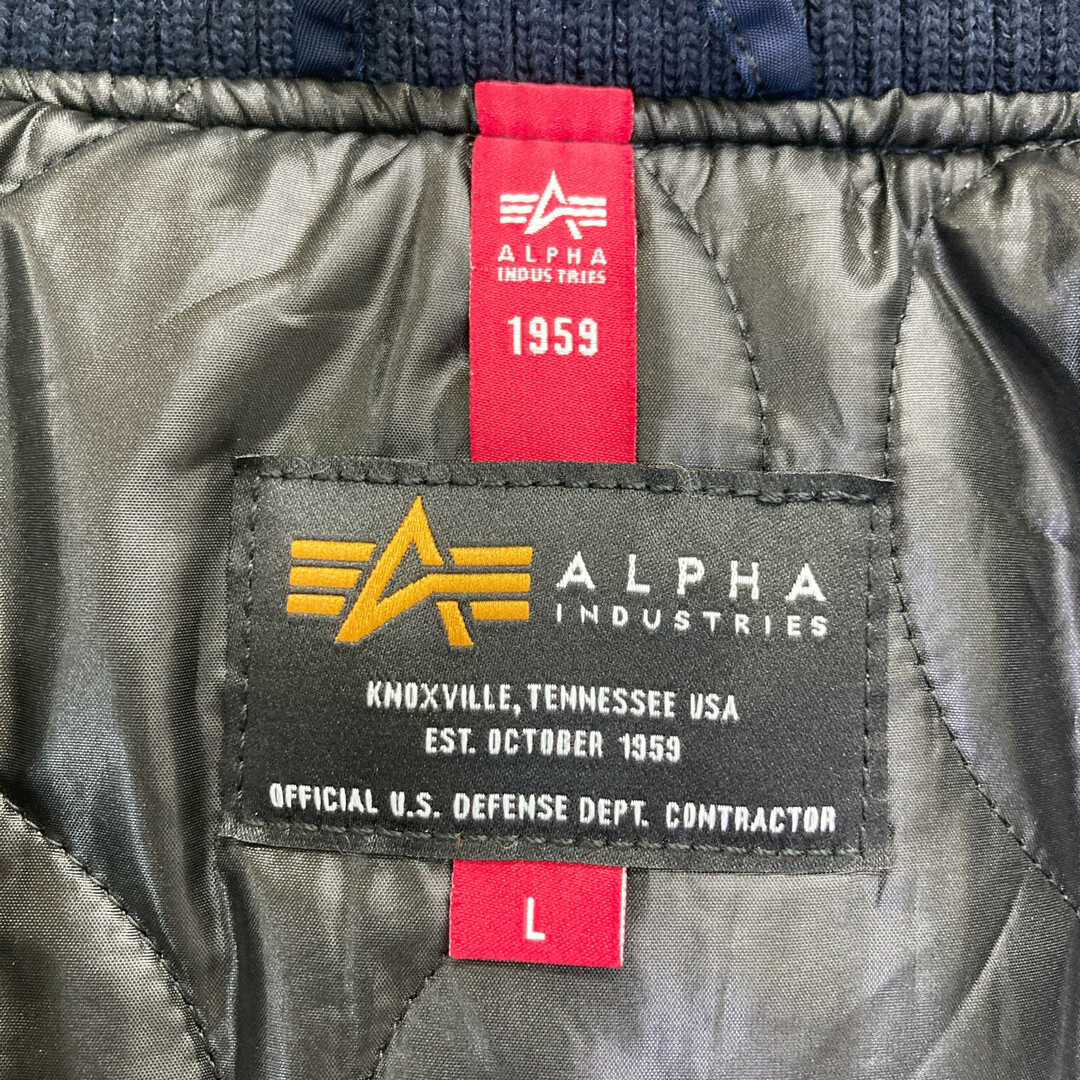 ALPHA
INDUSTRIES
1959
ALPHA
INDUSTRIES
KNOXVILLE, TENNESSEE USA
EST. OCTOBER 1959
OFFICIAL U.S. DEFENSE DEPT. CONTRACTOR
L